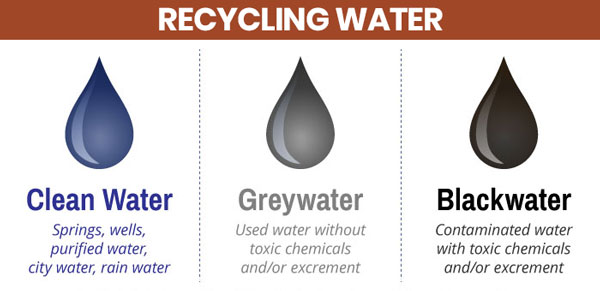 RECYCLING WATER
Clean Water
Springs, wells,
purified water,
city water, rain water
Greywater
Used water without
toxic chemicals
and/or excrement
Blackwater
Contaminated water
with toxic chemicals
and/or excrement